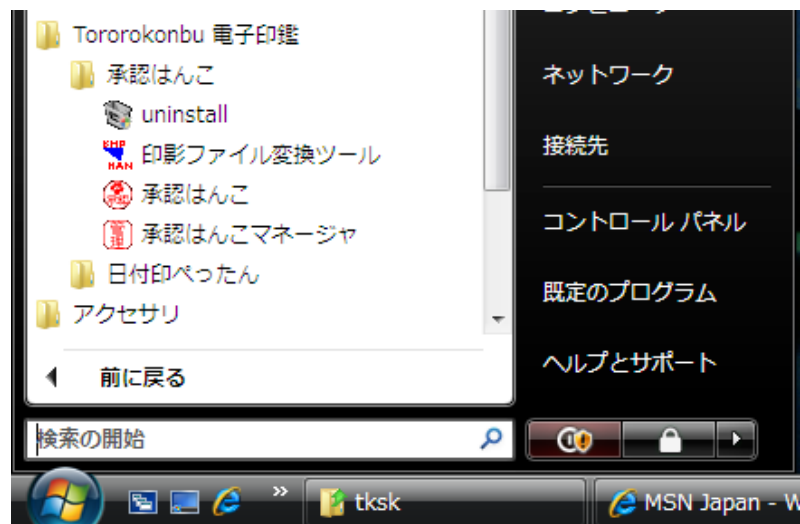 Tororokonbu 電子印鑑
承認はんこ
uninstall
KMP
HAN
印影ファイル変換ツール
承認はんこ
承認はんこマネージャ
日付印ぺったん
アクセサリ
前に戻る
検索の開始
ネットワーク
接続先
コントロール パネル
既定のプログラム
ヘルプとサポート
tksk
MSN Japan - W